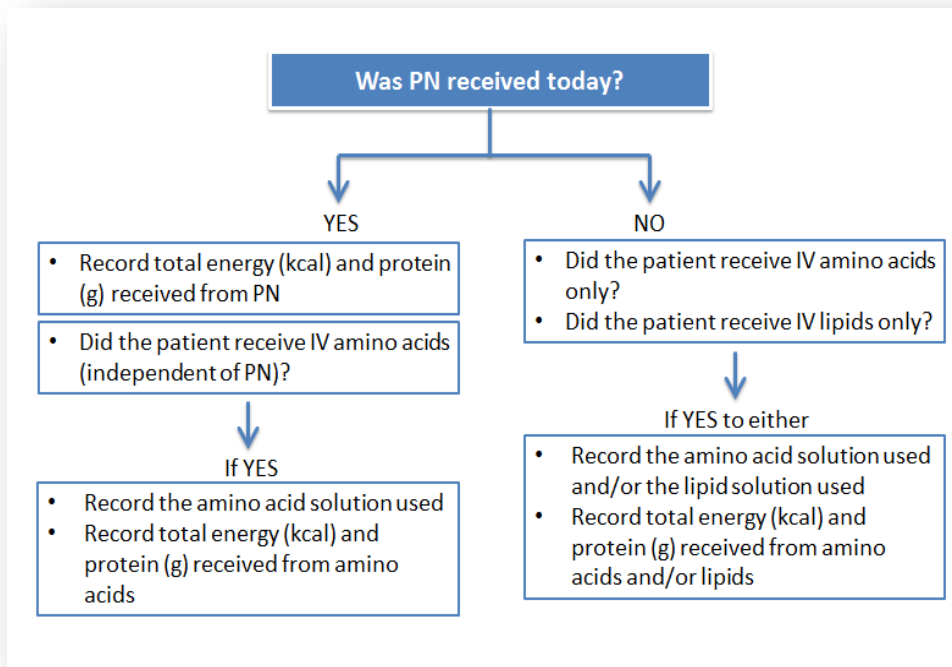 Was PN received today?
YES
• Record total energy (kcal) and protein
(g) received from PN
• Did the patient receive IV amino acids
(independent of PN)?
If YES
• Record the amino acid solution used
• Record total energy (kcal) and
protein (g) received from amino
acids
NO
• Did the patient receive IV amino acids
only?
• Did the patient receive IV lipids only?
If YES to either
• Record the amino acid solution used
and/or the lipid solution used
• Record total energy (kcal) and
protein (g) received from amino
acids and/or lipids